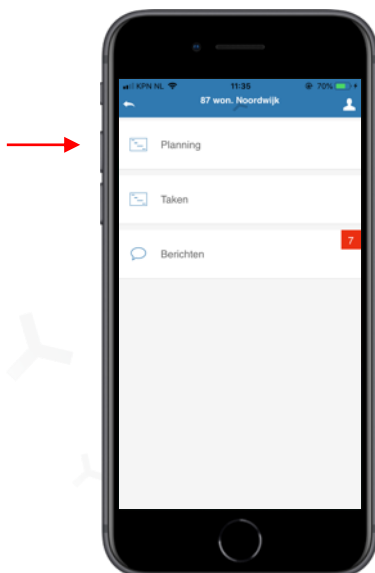 KPN NL 11:35 70%
87 won. Noordwijk
Planning
Taken
7
Berichten